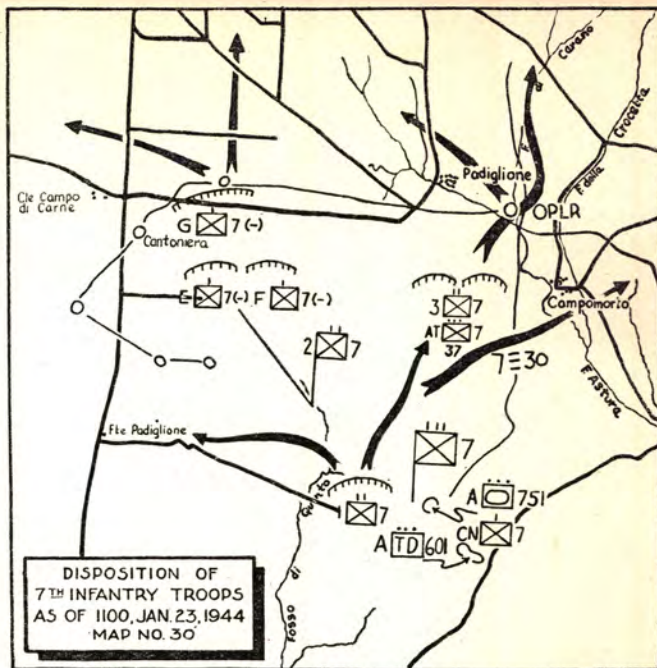 Carano
Crocetta
F. della
Padiglione
O OPLR
Cle Campo
di Carne
G 7(-)
Cantoniera
E 7(-) F 7(-)
3 7
AT 7
37
Campomorto
2 7
7 30
F. Astura
Fte Padiglione
7
Quinto
di
Fosso
7
A 751
CN 7
A TD 601
DISPOSITION OF
7TH INFANTRY TROOPS
AS OF 1100, JAN. 23, 1944
MAP NO. 30